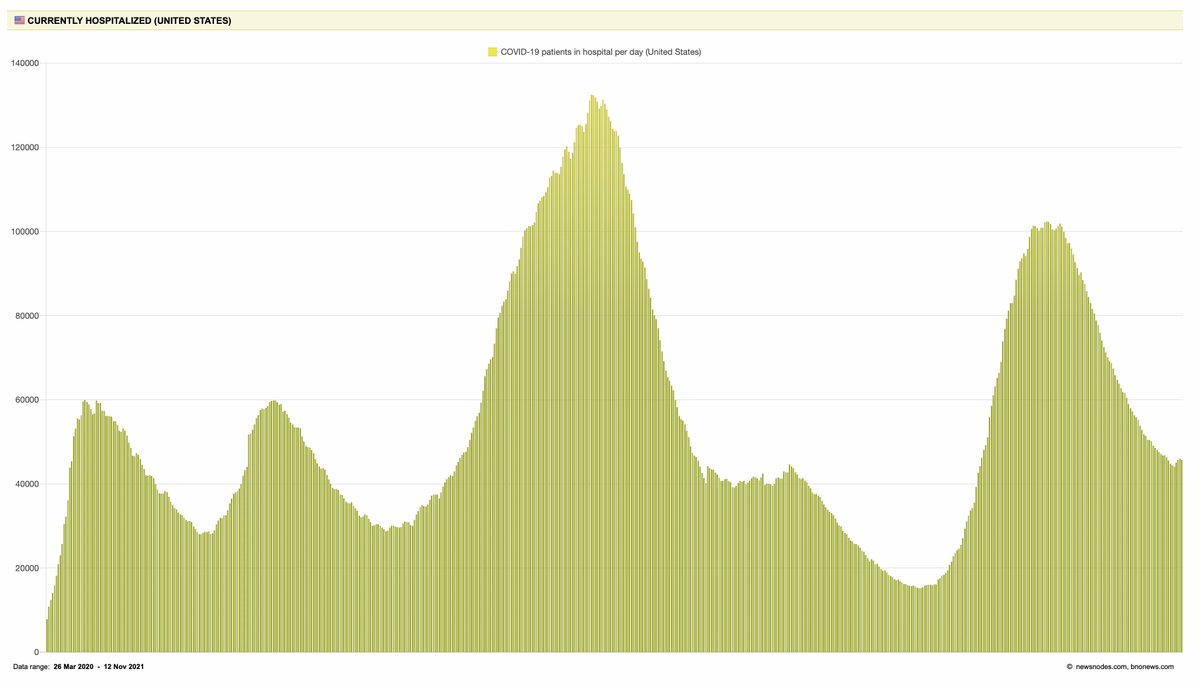 CURRENTLY HOSPITALIZED (UNITED STATES)
COVID-19 patients in hospital per day (United States)
140000
120000
100000
80000
60000
40000
20000
0
Data range: 26 Mar 2020 - 12 Nov 2021
© newsnodes.com, bnonews.com